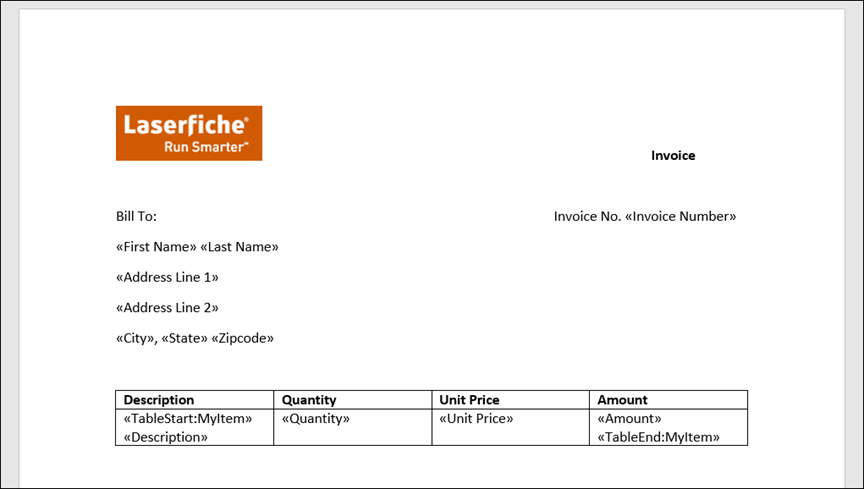 Laserfiche®
Run Smarter™
Invoice
Bill To:
Invoice No. «Invoice Number»
«First Name» «Last Name»
«Address Line 1»
«Address Line 2»
«City», «State» «Zipcode»
Description Quantity Unit Price Amount
«TableStart:MyItem» «Quantity» «Unit Price» «Amount»
«Description» «TableEnd:MyItem»